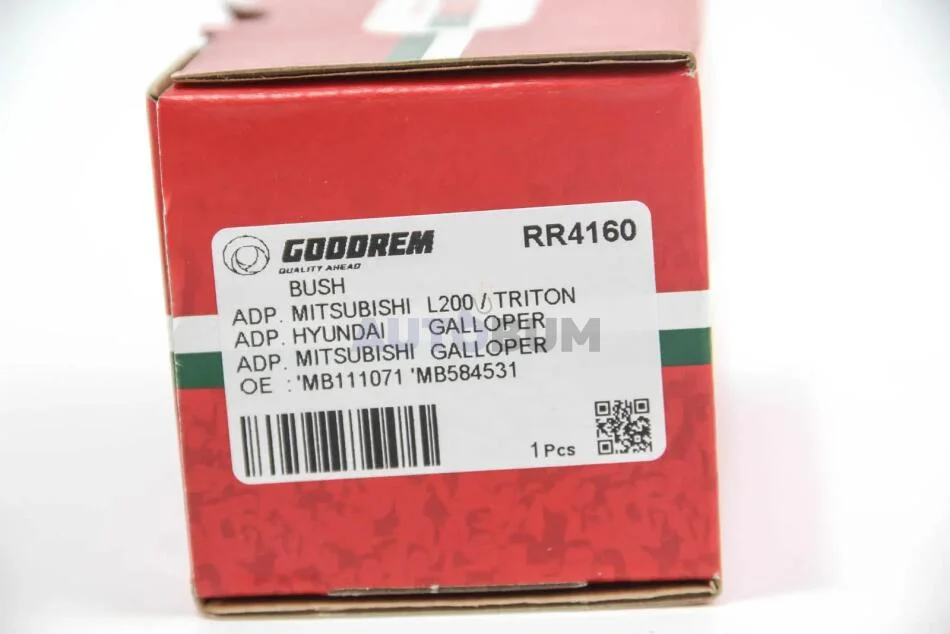 GOODREM
RR4160
QUALITY AHEAD
BUSH
ADP. MITSUBISHI L200 / TRITON
ADP. HYUNDAI GALLOPER
ADP. MITSUBISHI GALLOPER
OE : 'MB111071 'MB584531
1 Pcs
AUTORUM